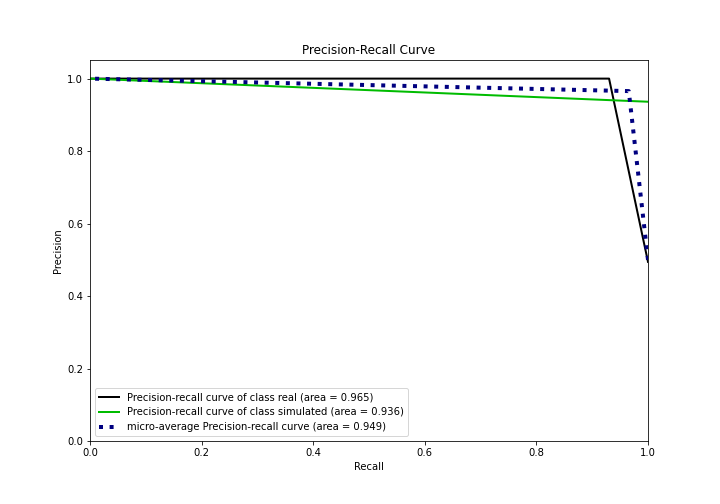 Precision-Recall Curve
1.0
0.8
0.6
0.4
0.2
0.0
Precision
Precision-recall curve of class real (area = 0.965)
Precision-recall curve of class simulated (area = 0.936)
micro-average Precision-recall curve (area = 0.949)
0.0 0.2 0.4 0.6 0.8 1.0
Recall